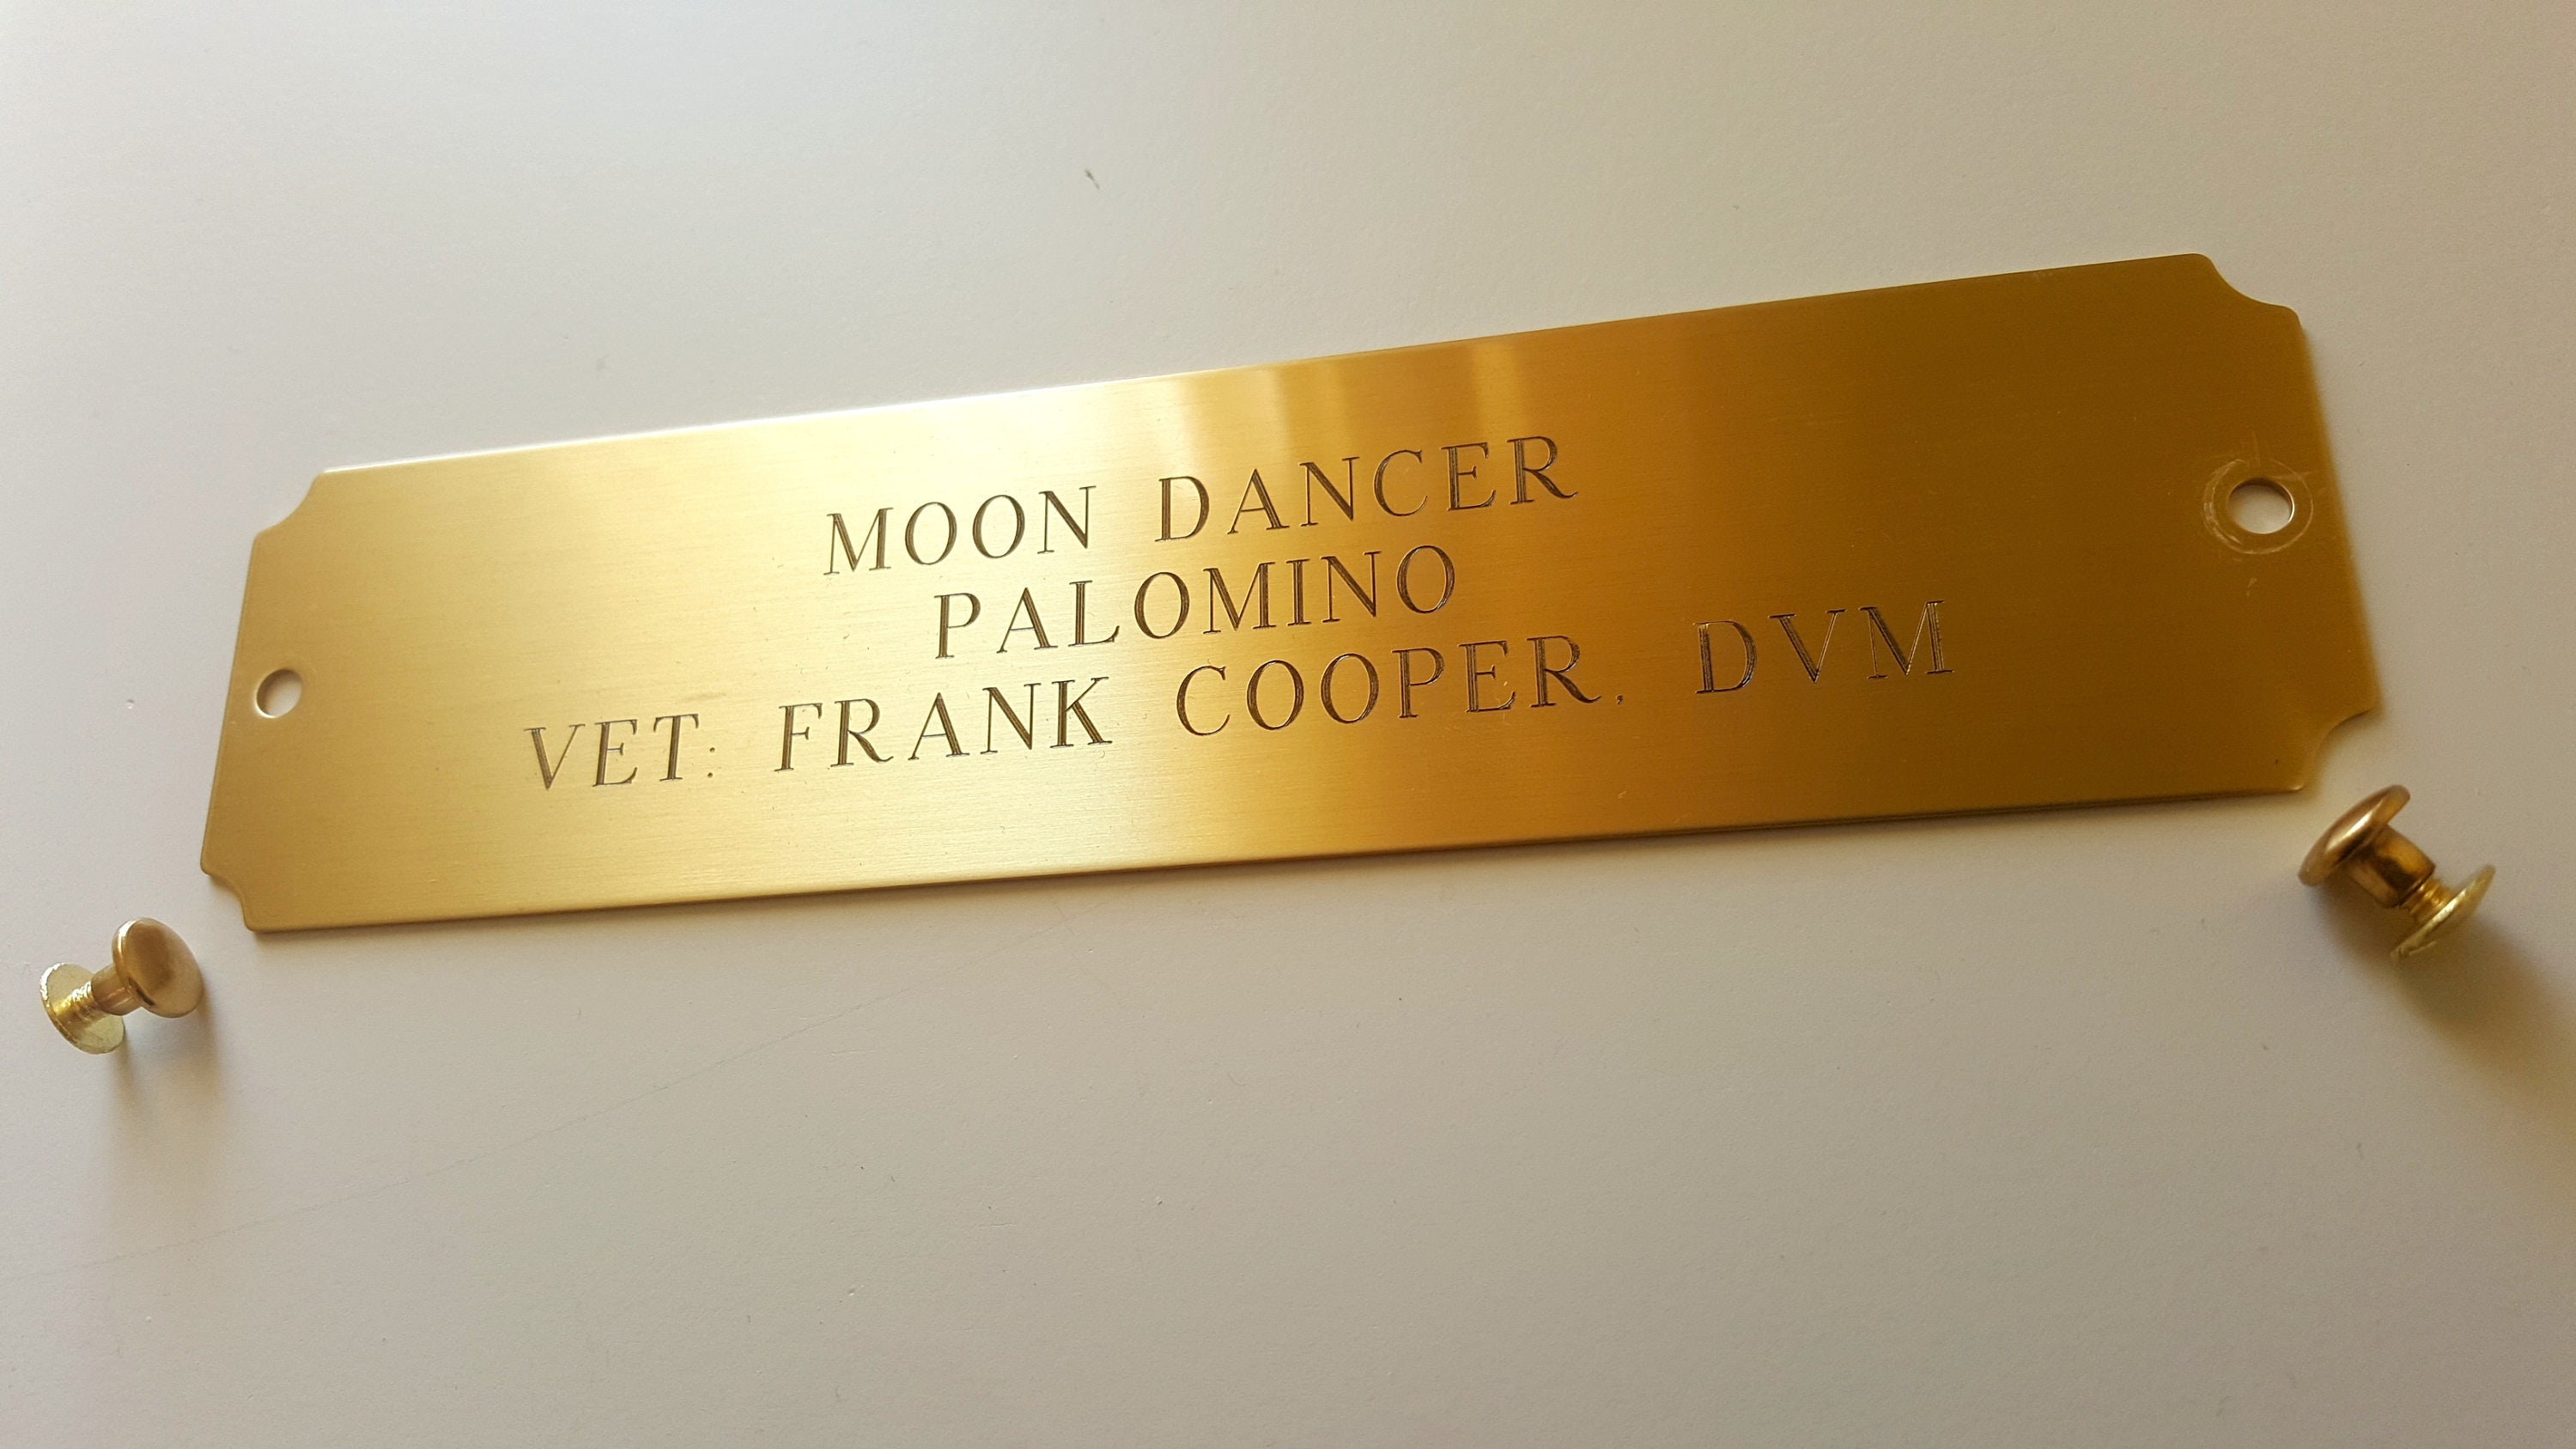 MOON DANCER
PALOMINO
VET: FRANK COOPER, DVM